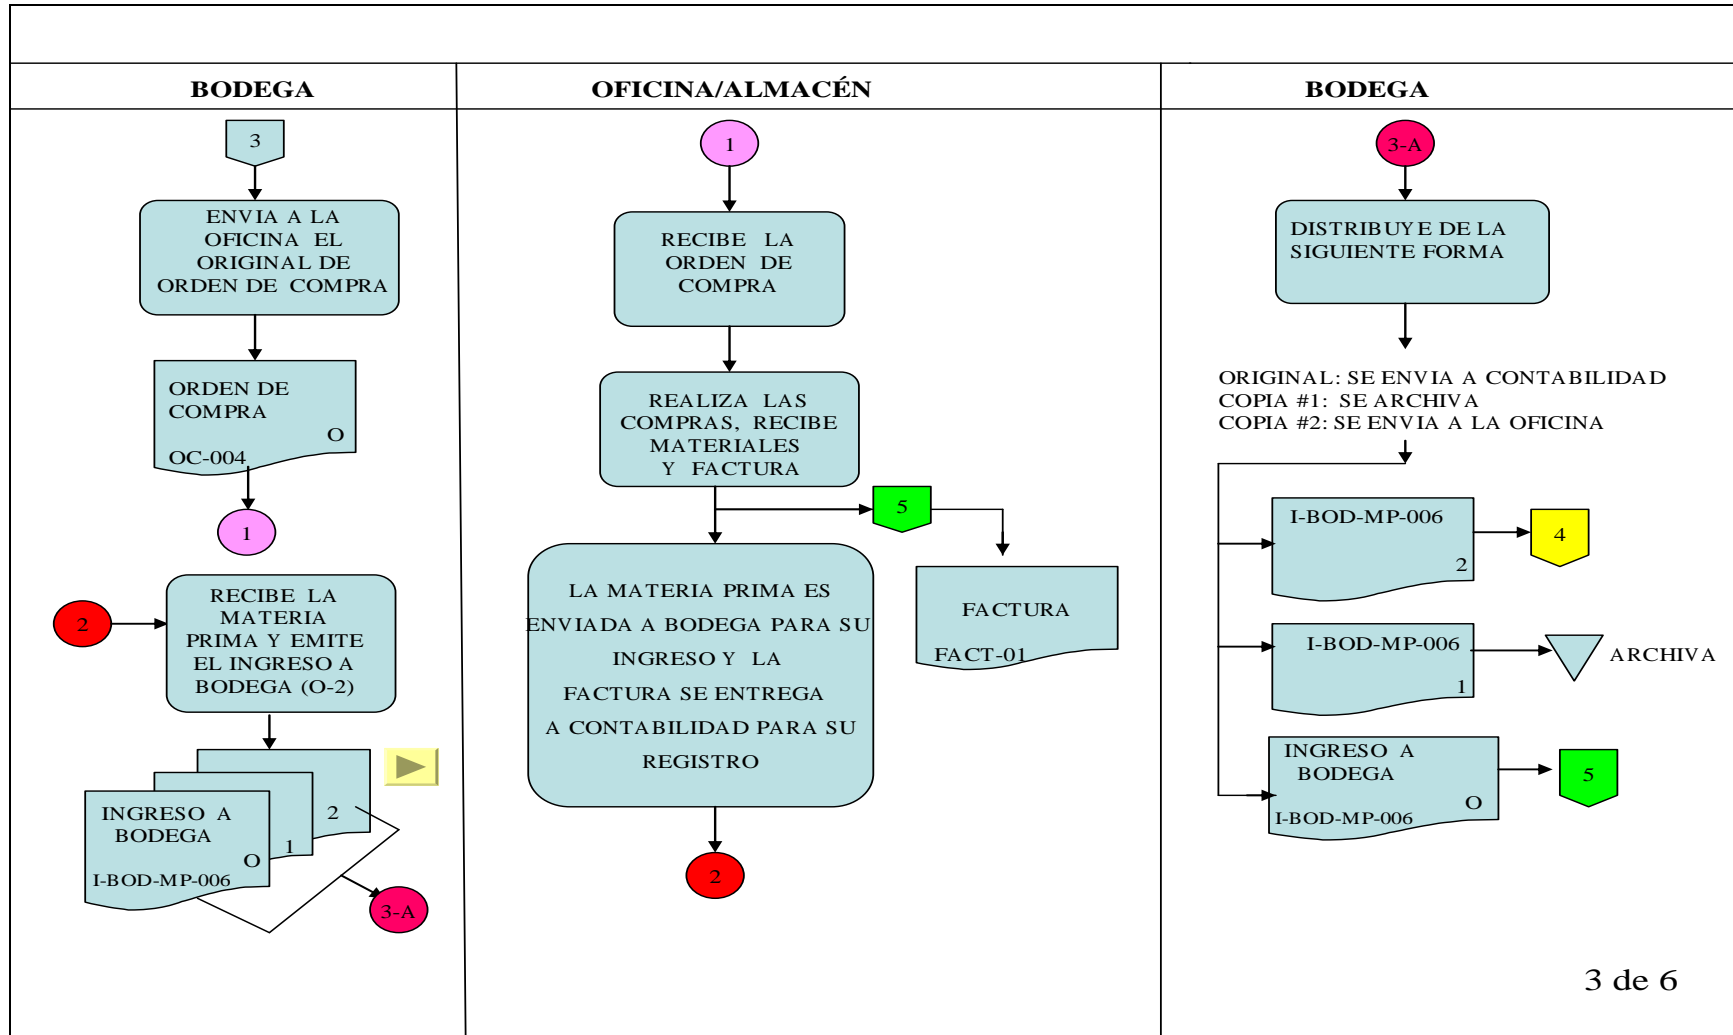 BODEGA
3
ENVIA A LA
OFICINA EL
ORIGINAL DE
ORDEN DE COMPRA
ORDEN DE
COMPRA
O
OC-004
1
2
RECIBE LA
MATERIA
PRIMA Y EMITE
EL INGRESO A
BODEGA (O-2)
2
1
INGRESO A
BODEGA
O
I-BOD-MP-006
3-A
OFICINA/ALMACÉN
1
RECIBE LA
ORDEN DE
COMPRA
REALIZA LAS
COMPRAS, RECIBE
MATERIALES
Y FACTURA
5
FACTURA
FACT-01
LA MATERIA PRIMA ES
ENVIADA A BODEGA PARA SU
INGRESO Y LA
FACTURA SE ENTREGA
A CONTABILIDAD PARA SU
REGISTRO
2
BODEGA
3-A
DISTRIBUYE DE LA
SIGUIENTE FORMA
ORIGINAL: SE ENVIA A CONTABILIDAD
COPIA #1: SE ARCHIVA
COPIA #2: SE ENVIA A LA OFICINA
I-BOD-MP-006
2
4
I-BOD-MP-006
1
ARCHIVA
INGRESO A
BODEGA
O
I-BOD-MP-006
5
3 de 6